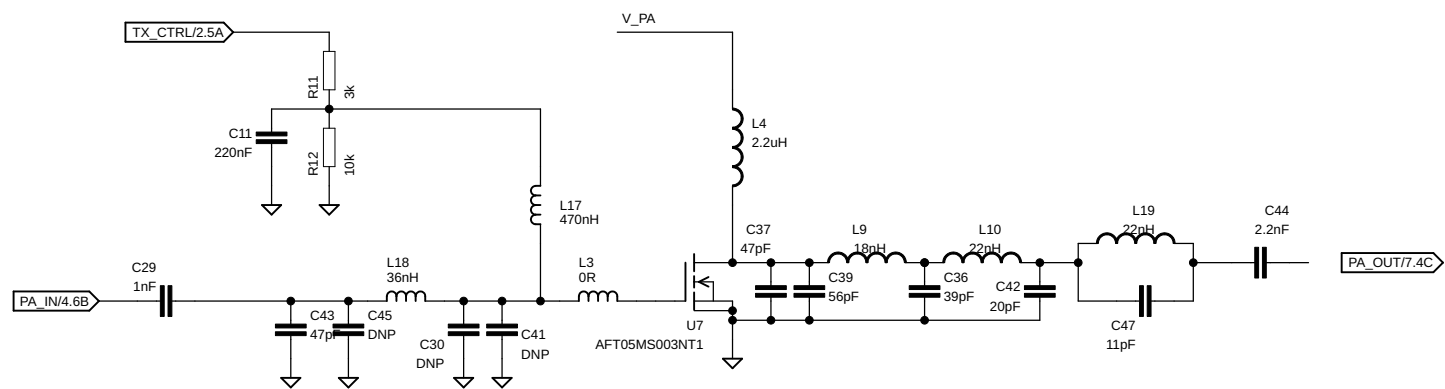 V_PA
TX_CTRL/2.5A
R11
3k
C11
220nF
R12
10k
L4
2.2uH
L17
470nH
C37
47pF
L9
18nH
L10
22nH
L19
22nH
C44
2.2nF
PA_OUT/7.4C
C29
1nF
L18
36nH
L3
0R
PA_IN/4.6B
C43
47pF
C45
DNP
C30
DNP
C41
DNP
C39
56pF
C36
39pF
C42
20pF
C47
11pF
U7
AFT05MS003NT1